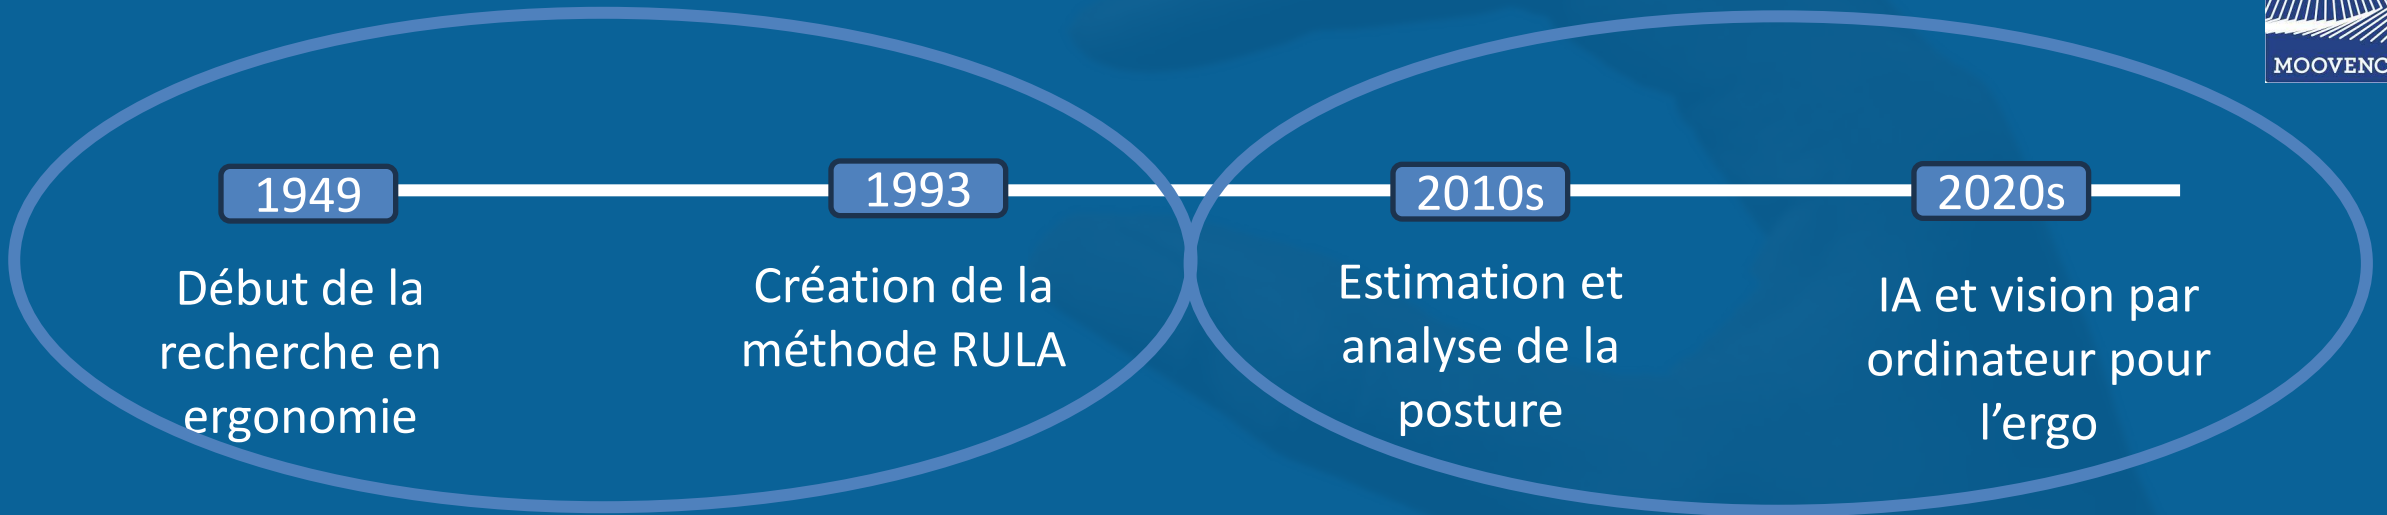 MOOVENC
1949
1993
2010s
2020s
Début de la
recherche en
ergonomie
Création de la
méthode RULA
Estimation et
analyse de la
posture
IA et vision par
ordinateur pour
l’ergo